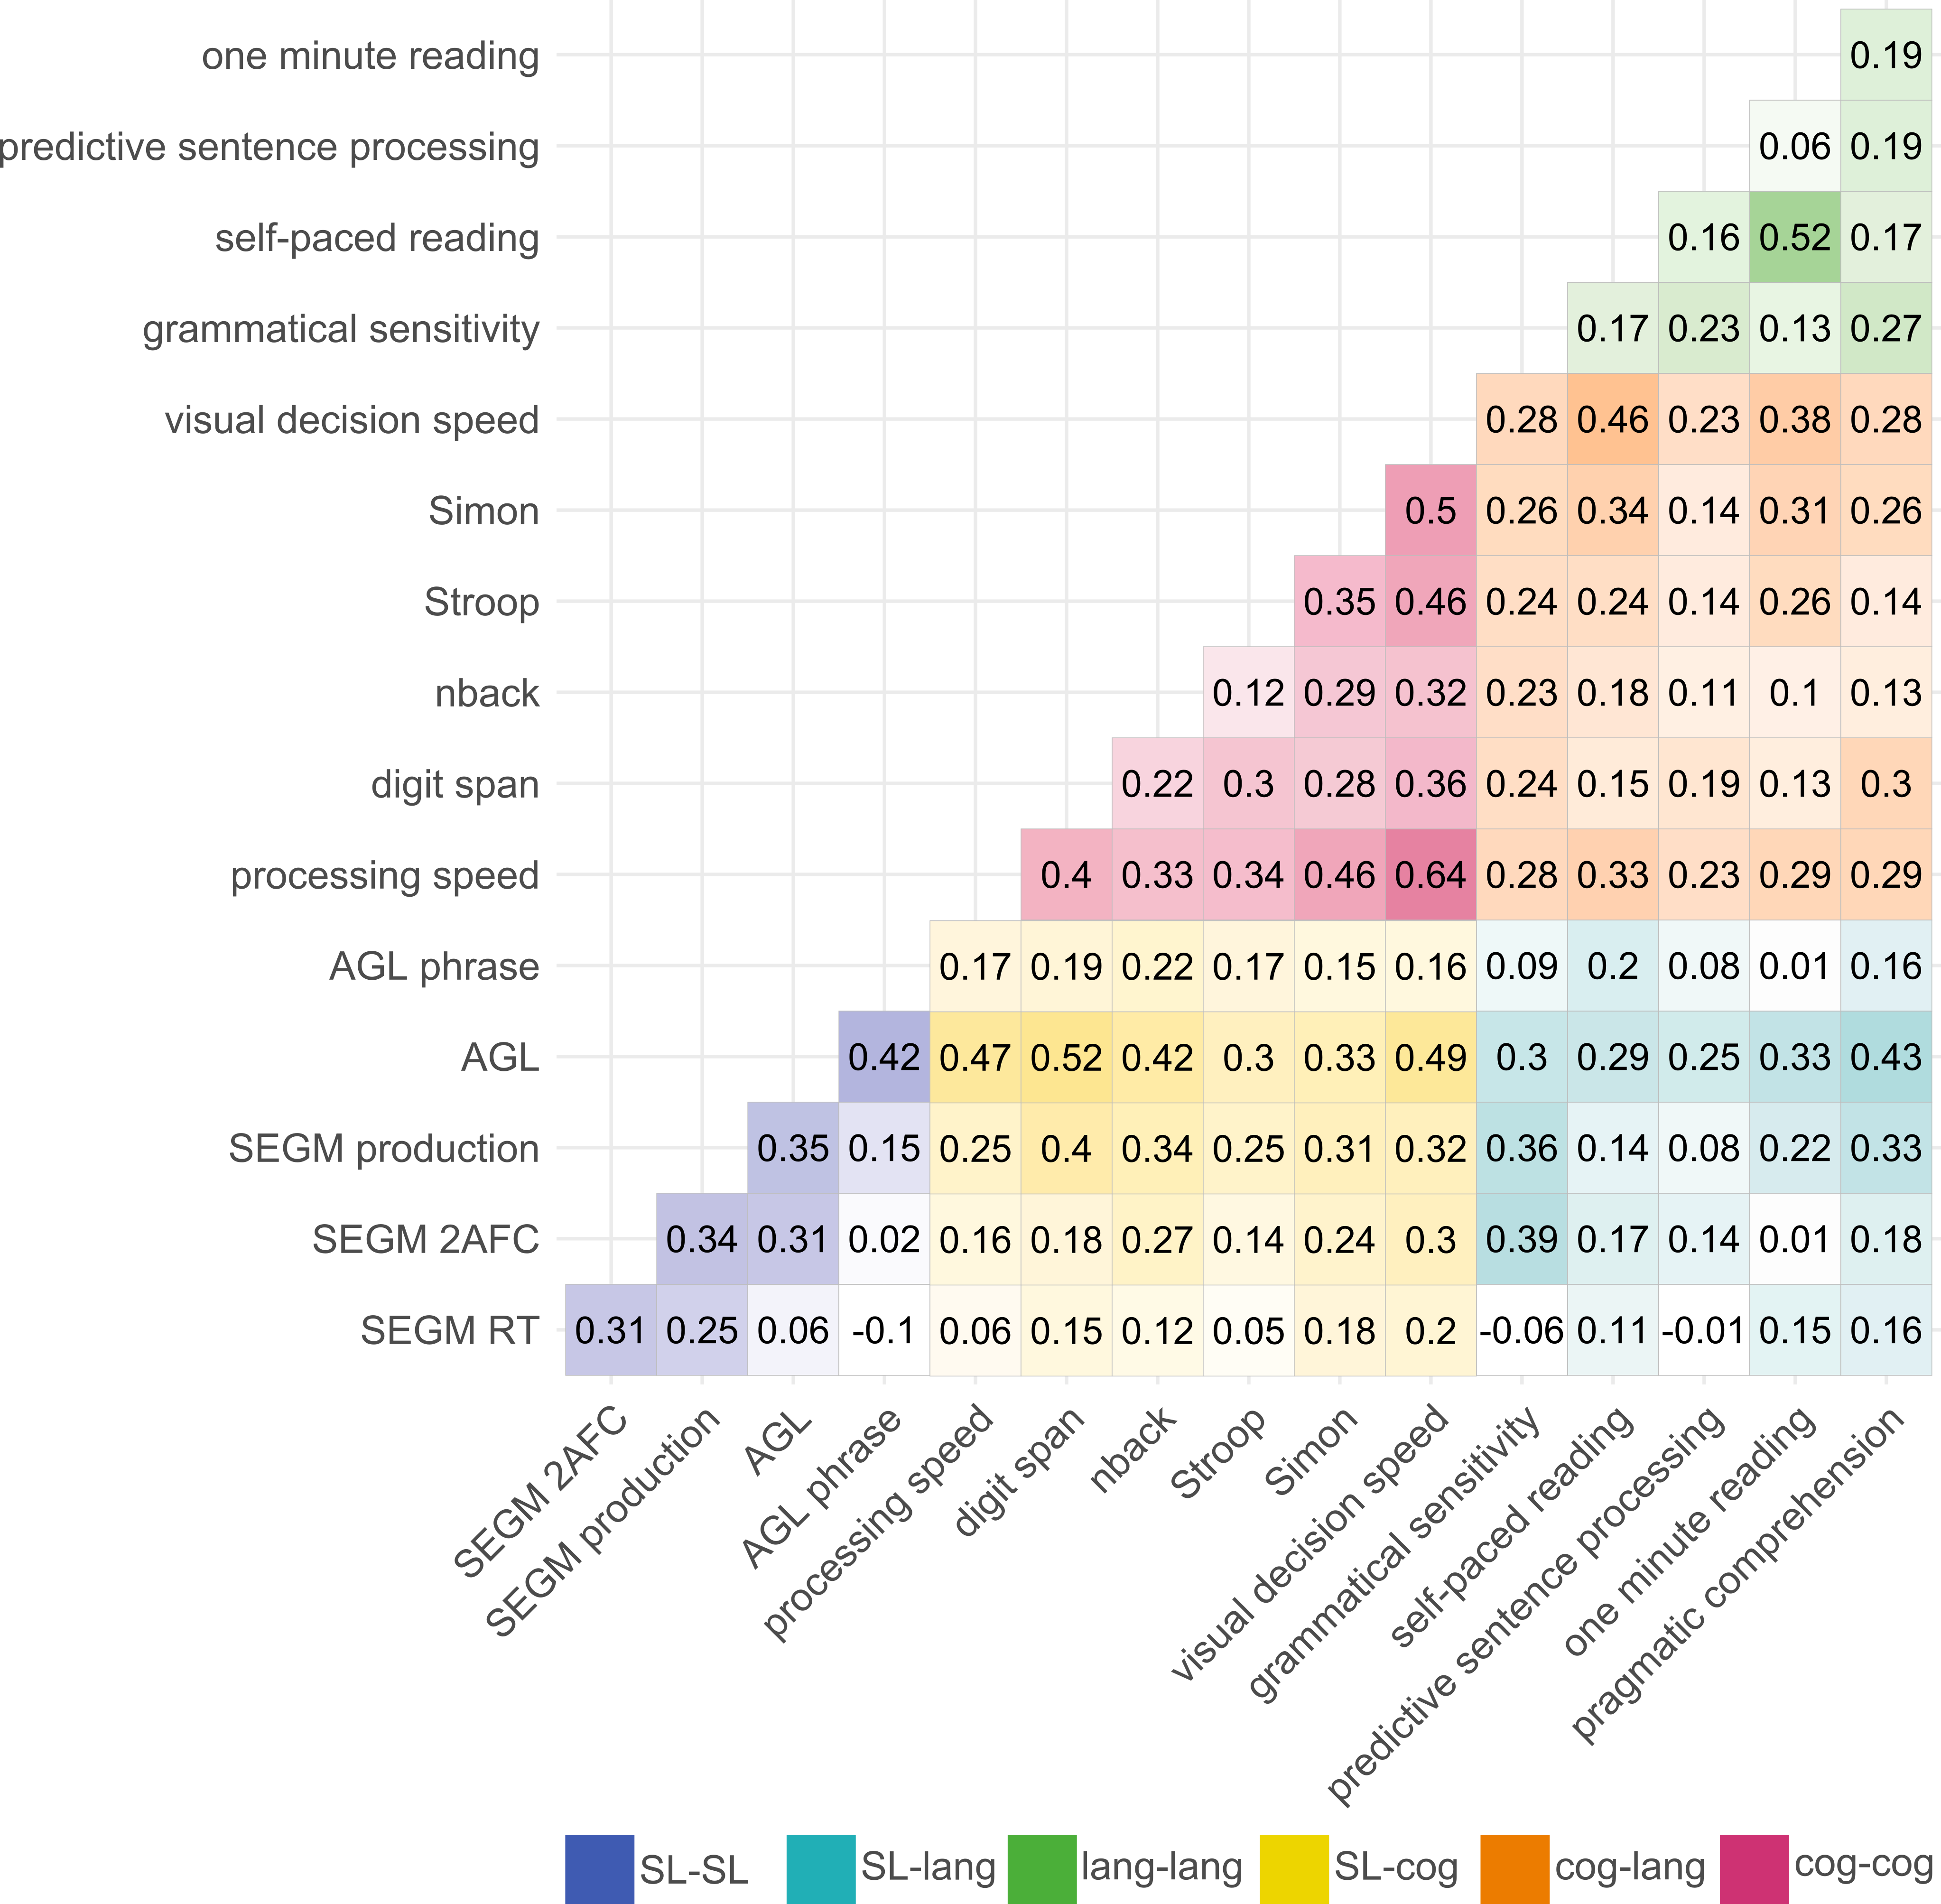 one minute reading 0.19
predictive sentence processing 0.06 0.19
self-paced reading 0.16 0.52 0.17
grammatical sensitivity 0.17 0.23 0.13 0.27
visual decision speed 0.28 0.46 0.23 0.38 0.28
Simon 0.5 0.26 0.34 0.14 0.31 0.26
Stroop 0.35 0.46 0.24 0.24 0.14 0.26 0.14
nback 0.12 0.29 0.32 0.23 0.18 0.11 0.1 0.13
digit span 0.22 0.3 0.28 0.36 0.24 0.15 0.19 0.13 0.3
processing speed 0.4 0.33 0.34 0.46 0.64 0.28 0.33 0.23 0.29 0.29
AGL phrase 0.17 0.19 0.22 0.17 0.15 0.16 0.09 0.2 0.08 0.01 0.16
AGL 0.42 0.47 0.52 0.42 0.3 0.33 0.49 0.3 0.29 0.25 0.33 0.43
SEGM production 0.35 0.15 0.25 0.4 0.34 0.25 0.31 0.32 0.36 0.14 0.08 0.22 0.33
SEGM 2AFC 0.34 0.31 0.02 0.16 0.18 0.27 0.14 0.24 0.3 0.39 0.17 0.14 0.01 0.18
SEGM RT 0.31 0.25 0.06 -0.1 0.06 0.15 0.12 0.05 0.18 0.2 -0.06 0.11 -0.01 0.15 0.16
SEGM 2AFC
SEGM production
AGL
AGL phrase
processing speed
digit span
nback
Stroop
Simon
visual decision speed
grammatical sensitivity
self-paced reading
predictive sentence processing
one minute reading
pragmatic comprehension
SL-SL SL-lang lang-lang SL-cog cog-lang cog-cog